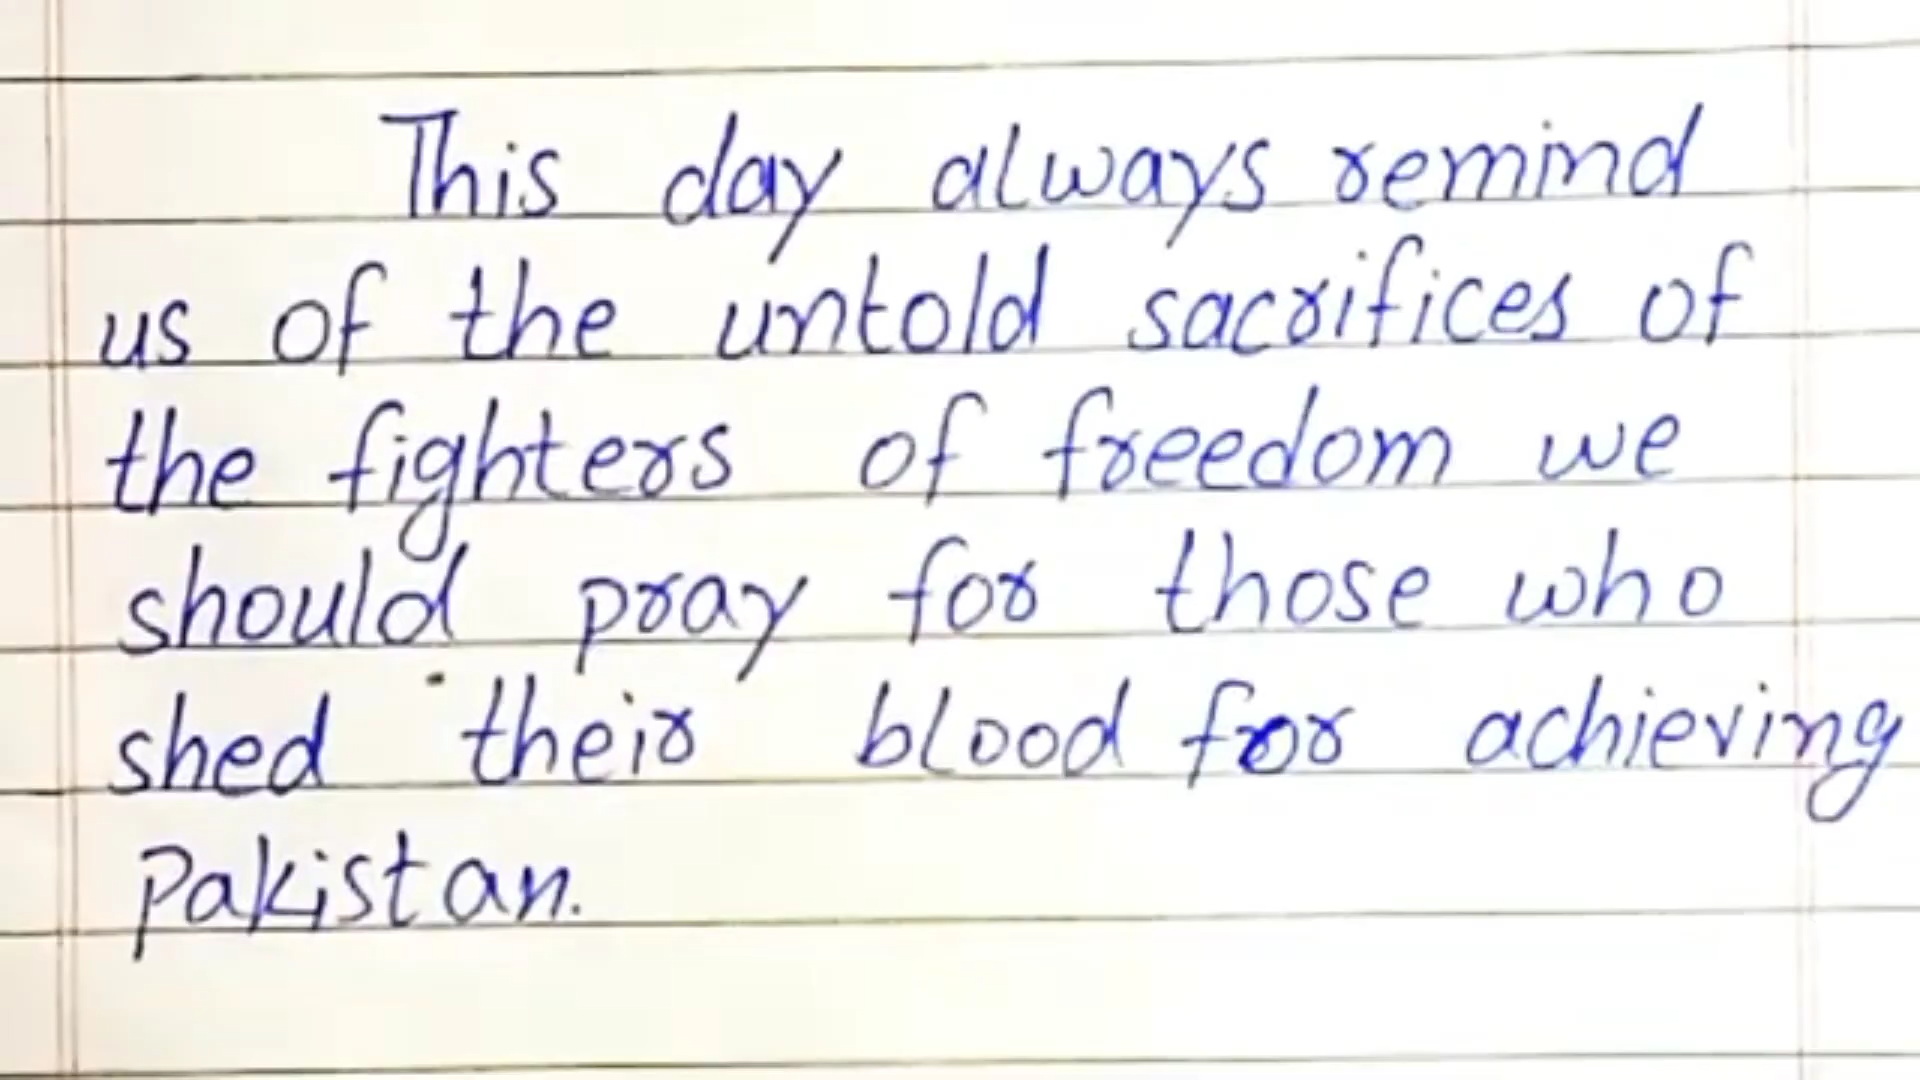 This day always remind
us of the untold sacrifices of
the fighters of freedom we
should pray for those who
shed their blood for achieving
Pakistan.